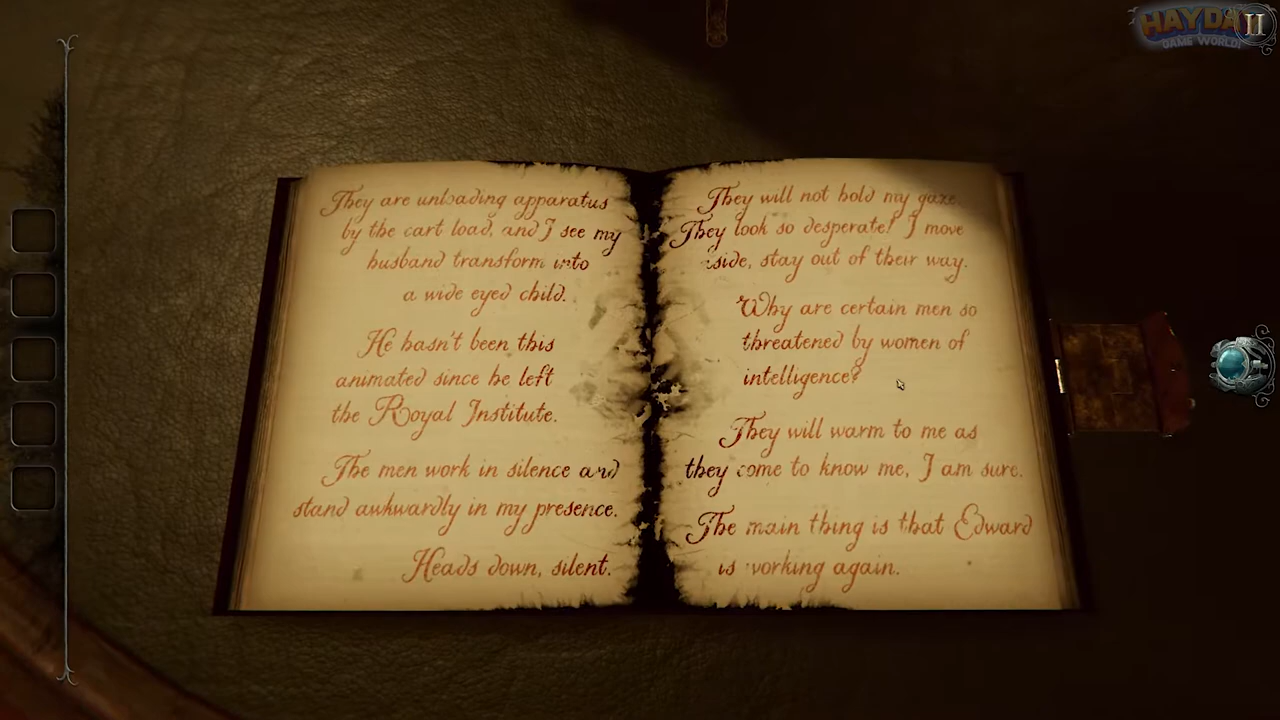 They are unloading apparatus
by the cart load, and I see my
husband transform into
a wide eyed child.
He hasn't been this
animated since he left
the Royal Institute.
The men work in silence and
stand awkwardly in my presence.
Heads down, silent.
They will not hold my gaze.
They look so desperate! I move
aside, stay out of their way.
Why are certain men so
threatened by women of
intelligence?
They will warm to me as
they come to know me, I am sure.
The main thing is that Edward
is working again.
HAYDA
GAME WORLD!
II